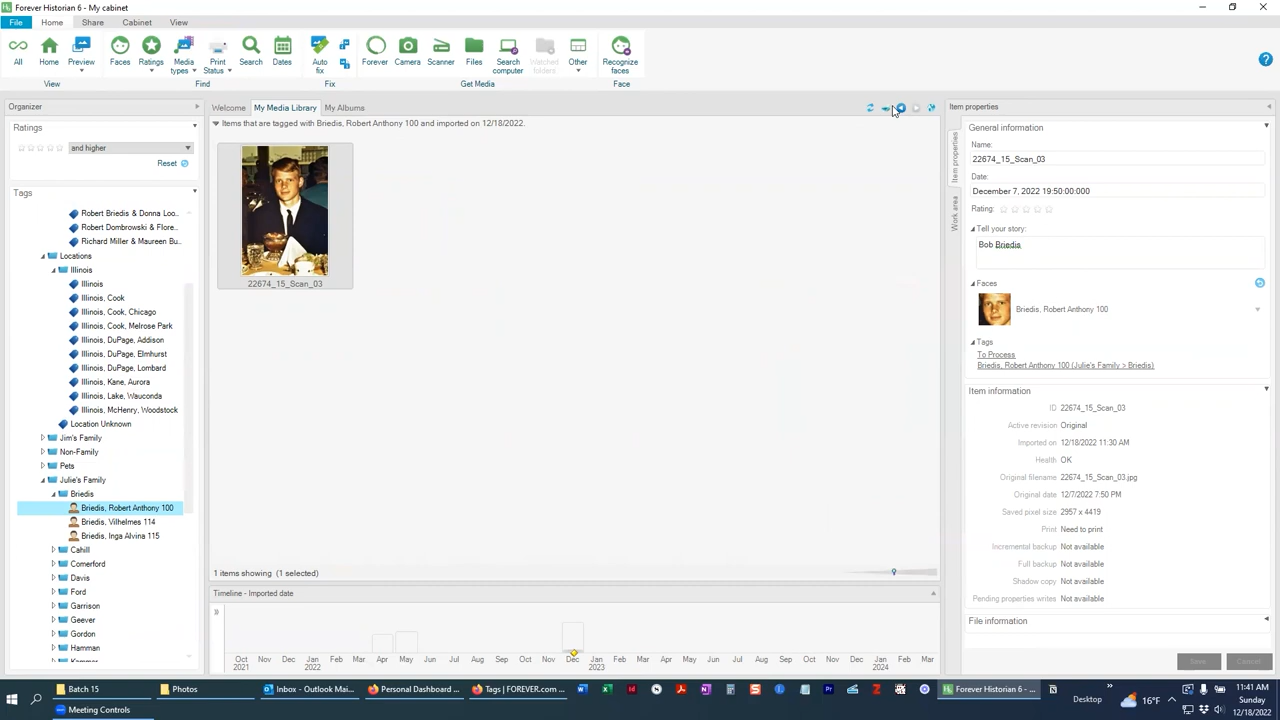 Forever Historian 6 - My cabinet
File
Home
Share
Cabinet
View
All
Home
Preview
View
Faces
Ratings
Media types
Print Status
Search
Dates
Find
Auto fix
Fix
Forever
Camera
Scanner
Files
Search computer
Watched folders
Other
Get Media
Recognize faces
Face
Organizer
Ratings
and higher
Reset
Tags
Robert Briedis & Donna Loo..
Robert Dombrowski & Flore...
Richard Miller & Maureen Bu..
Locations
Illinois
Illinois
Illinois, Cook
Illinois, Cook, Chicago
Illinois, Cook, Melrose Park
Illinois, DuPage, Addison
Illinois, DuPage, Elmhurst
Illinois, DuPage, Lombard
Illinois, Kane, Aurora
Illinois, Lake, Wauconda
Illinois, McHenry, Woodstock
Location Unknown
Jim's Family
Non-Family
Pets
Julie's Family
Briedis
Briedis, Robert Anthony 100
Briedis, Vilhelmes 114
Briedis, Inga Alvina 115
Cahill
Comerford
Davis
Ford
Garrison
Geever
Gordon
Hamman
Welcome
My Media Library
My Albums
Items that are tagged with Briedis, Robert Anthony 100 and imported on 12/18/2022.
22674_15_Scan_03
1 items showing (1 selected)
Timeline - Imported date
Oct 2021 Nov Dec Jan 2022 Feb Mar Apr May Jun Jul Aug Sep Oct Nov Dec Jan 2023 Feb Mar Apr May Jun Jul Aug Sep Oct Nov Dec Jan 2024 Feb Mar
Item properties
Item properties
Work area
General information
Name:
22674_15_Scan_03
Date:
December 7, 2022 19:50:00:000
Rating:
Tell your story:
Bob Briedis
Faces
Briedis, Robert Anthony 100
Tags
To Process
Briedis, Robert Anthony 100 (Julie's Family > Briedis)
Item information
ID 22674_15_Scan_03
Active revision Original
Imported on 12/18/2022 11:30 AM
Health OK
Original filename 22674_15_Scan_03.jpg
Original date 12/7/2022 7:50 PM
Saved pixel size 2957 x 4419
Print Need to print
Incremental backup Not available
Full backup Not available
Shadow copy Not available
Pending properties writes Not available
File information
Save
Cancel
Batch 15
Photos
Inbox - Outlook Mai...
Personal Dashboard ...
Tags | FOREVER.com ...
Forever Historian 6 - ...
Desktop
16°F
11:41 AM
Sunday
12/18/2022
Meeting Controls